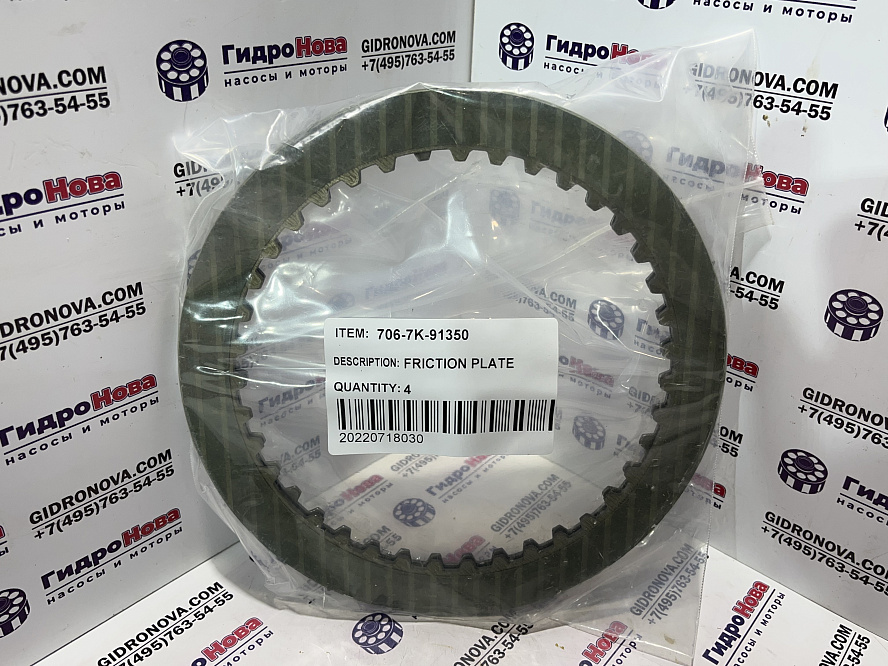 ITEM: 706-7K-91350
DESCRIPTION: FRICTION PLATE
QUANTITY: 4
20220718030
ГидроНова
насосы и моторы
GIDRONOVA.COM
+7(495)763-54-55